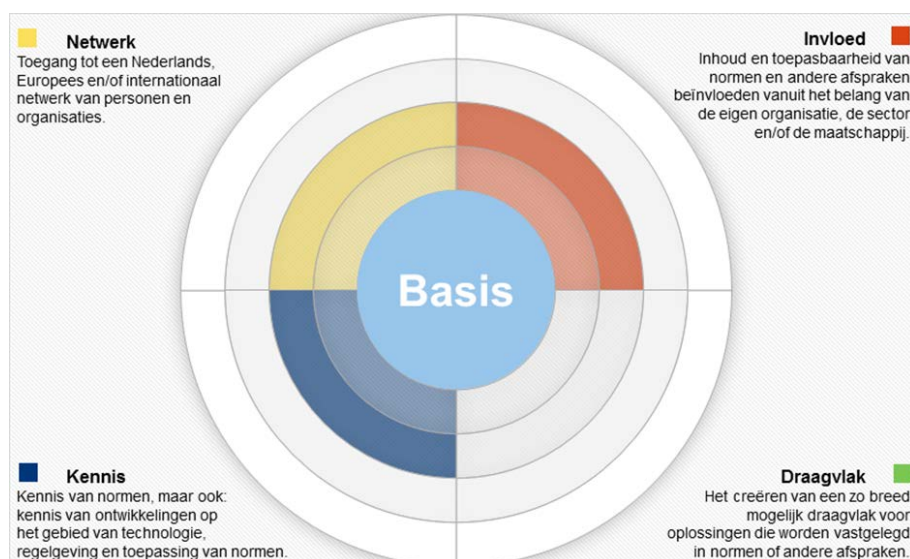 Netwerk
Toegang tot een Nederlands,
Europees en/of internationaal
netwerk van personen en
organisaties.
Invloed
Inhoud en toepasbaarheid van
normen en andere afspraken
beïnvloeden vanuit het belang van
de eigen organisatie, de sector
en/of de maatschappij.
Basis
Kennis
Kennis van normen, maar ook:
kennis van ontwikkelingen op
het gebied van technologie,
regelgeving en toepassing van normen.
Draagvlak
Het creëren van een zo breed
mogelijk draagvlak voor
oplossingen die worden vastgelegd
in normen of andere afspraken.